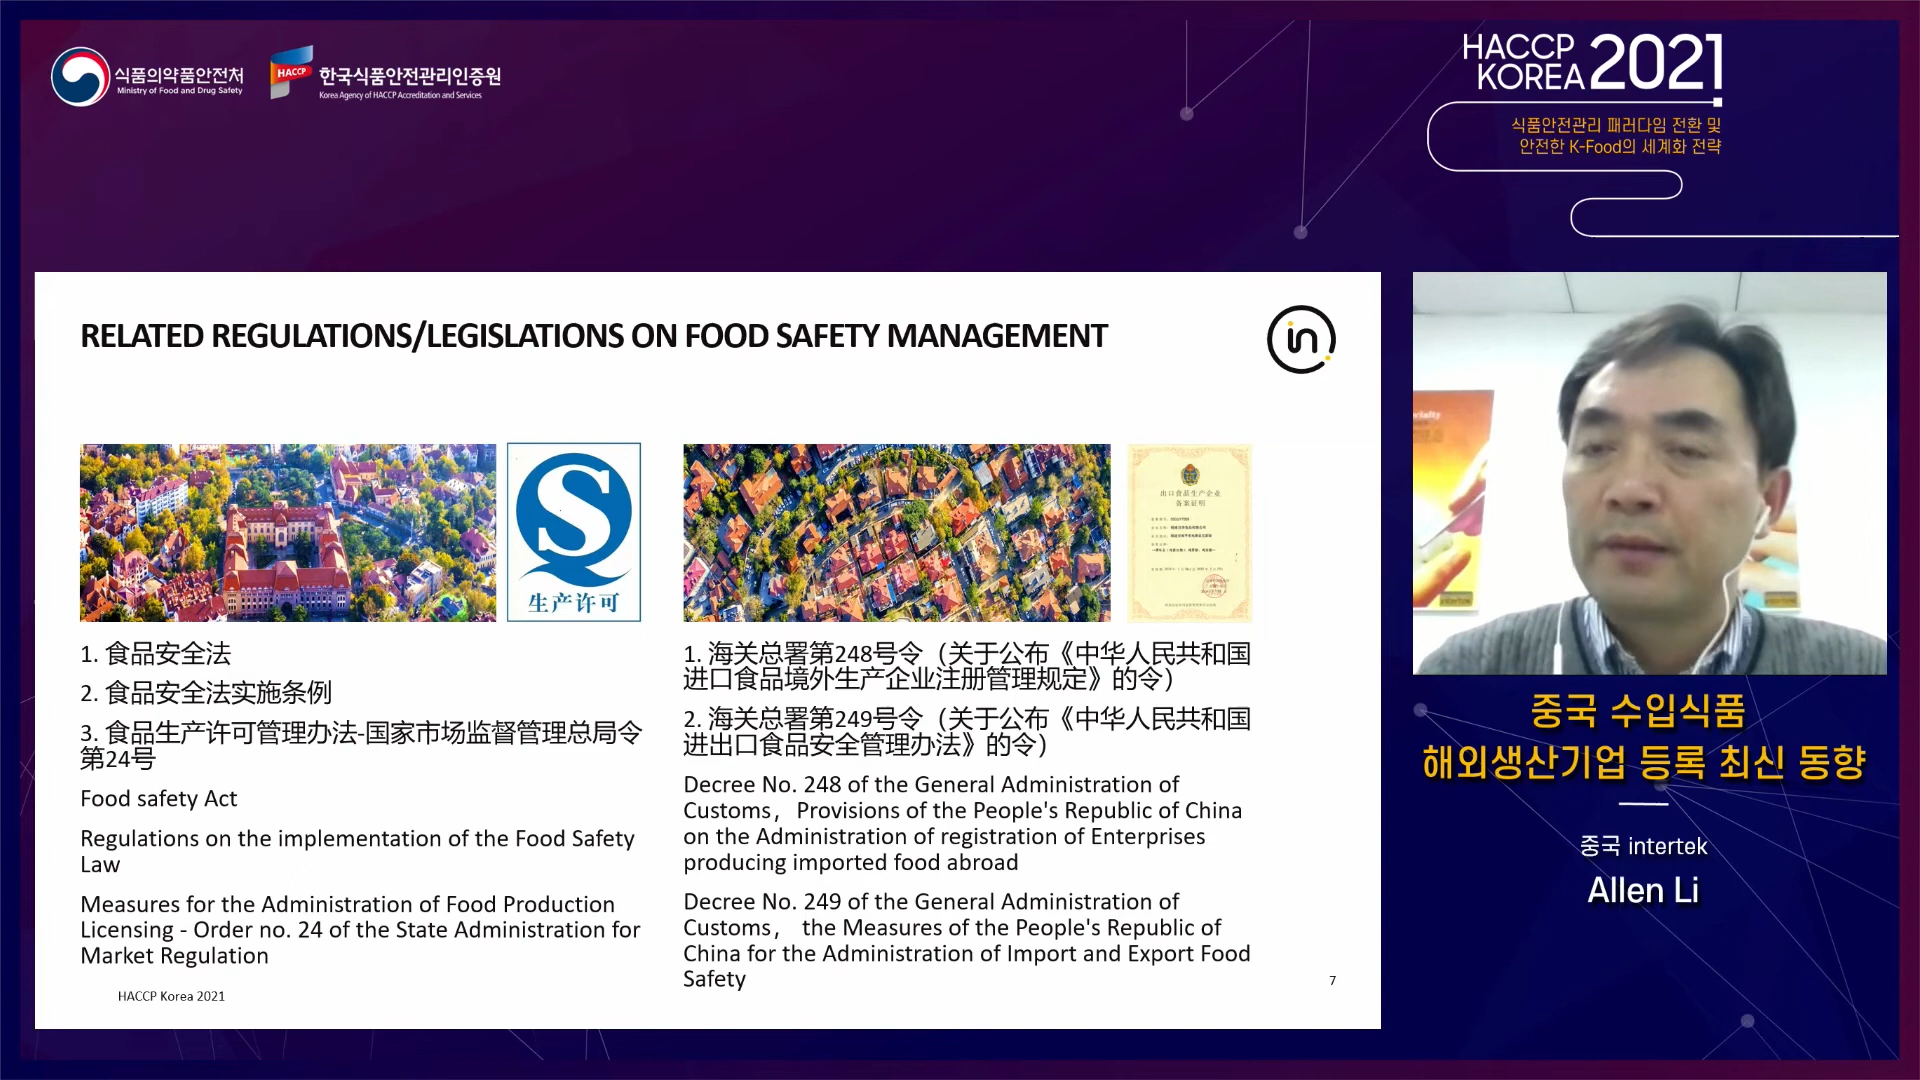 식품의약품안전처
Ministry of Food and Drug Safety
HACCP
한국식품안전관리인증원
Korea Agency of HACCP Accreditation and Services
HACCP
KOREA 2021
식품안전관리 패러다임 전환 및
안전한 K-Food의 세계화 전략
RELATED REGULATIONS/LEGISLATIONS ON FOOD SAFETY MANAGEMENT
in
S
生产许可
1. 食品安全法
2. 食品安全法实施条例
3. 食品生产许可管理办法-国家市场监督管理总局令
第24号
Food safety Act
Regulations on the implementation of the Food Safety
Law
Measures for the Administration of Food Production
Licensing - Order no. 24 of the State Administration for
Market Regulation
HACCP Korea 2021
出口食品生产企业
备案证明
1. 海关总署第248号令（关于公布《中华人民共和国
进口食品境外生产企业注册管理规定》的令）
2. 海关总署第249号令（关于公布《中华人民共和国
进出口食品安全管理办法》的令）
Decree No. 248 of the General Administration of
Customs， Provisions of the People's Republic of China
on the Administration of registration of Enterprises
producing imported food abroad
Decree No. 249 of the General Administration of
Customs， the Measures of the People's Republic of
China for the Administration of Import and Export Food
Safety
7
중국 수입식품
해외생산기업 등록 최신 동향
중국 intertek
Allen Li